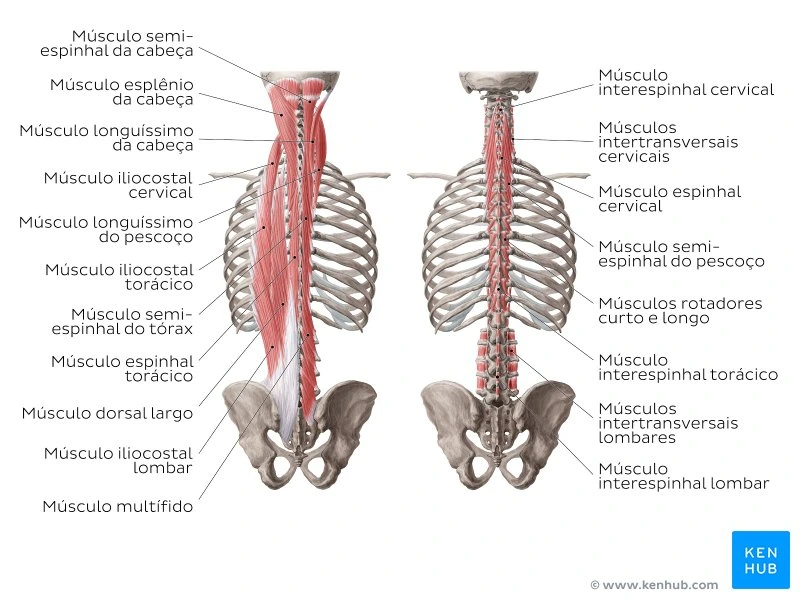 Músculo semi-
espinhal da cabeça
Músculo esplênio
da cabeça
Músculo longuíssimo
da cabeça
Músculo iliocostal
cervical
Músculo longuíssimo
do pescoço
Músculo iliocostal
torácico
Músculo semi-
espinhal do tórax
Músculo espinhal
torácico
Músculo dorsal largo
Músculo iliocostal
lombar
Músculo multífido
Músculo
interespinhal cervical
Músculos
intertransversais
cervicais
Músculo espinhal
cervical
Músculo semi-
espinhal do pescoço
Músculos rotadores
curto e longo
Músculo
interespinhal torácico
Músculos
intertransversais
lombares
Músculo
interespinhal lombar
KEN
HUB
© www.kenhub.com